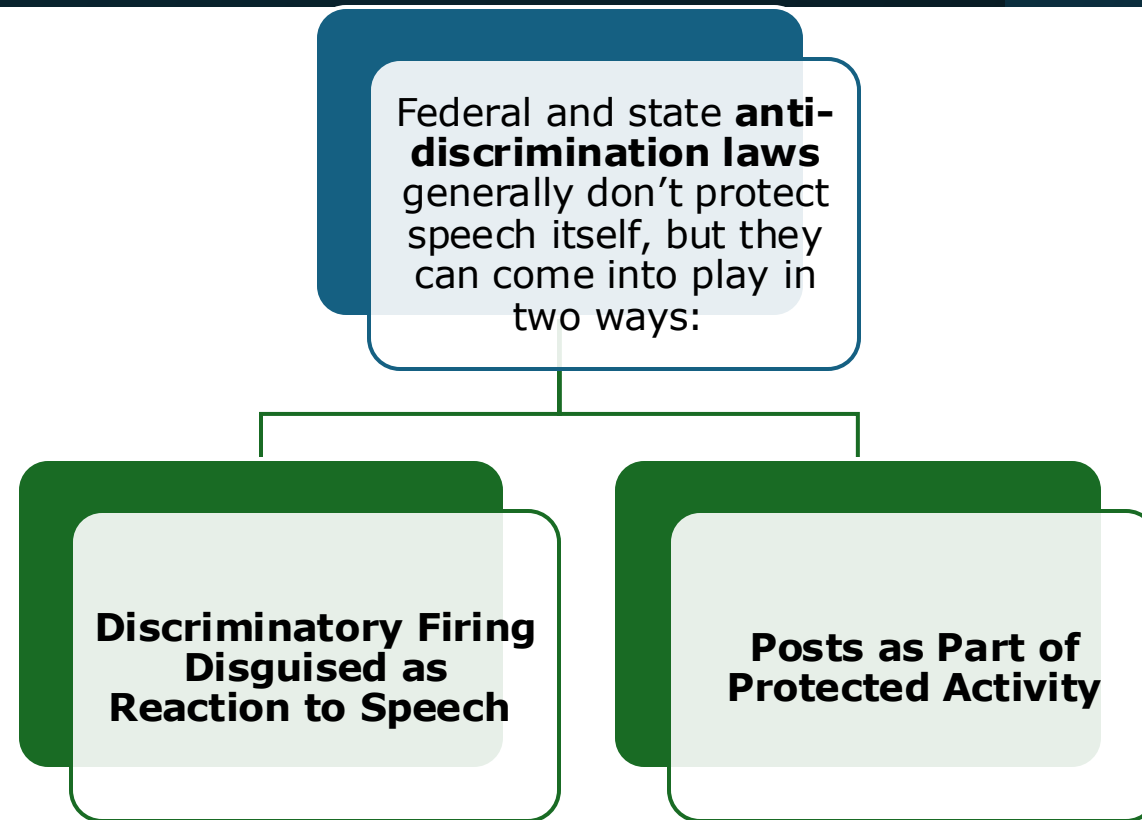 Federal and state anti-
discrimination laws
generally don’t protect
speech itself, but they
can come into play in
two ways:
Discriminatory Firing
Disguised as
Reaction to Speech
Posts as Part of
Protected Activity